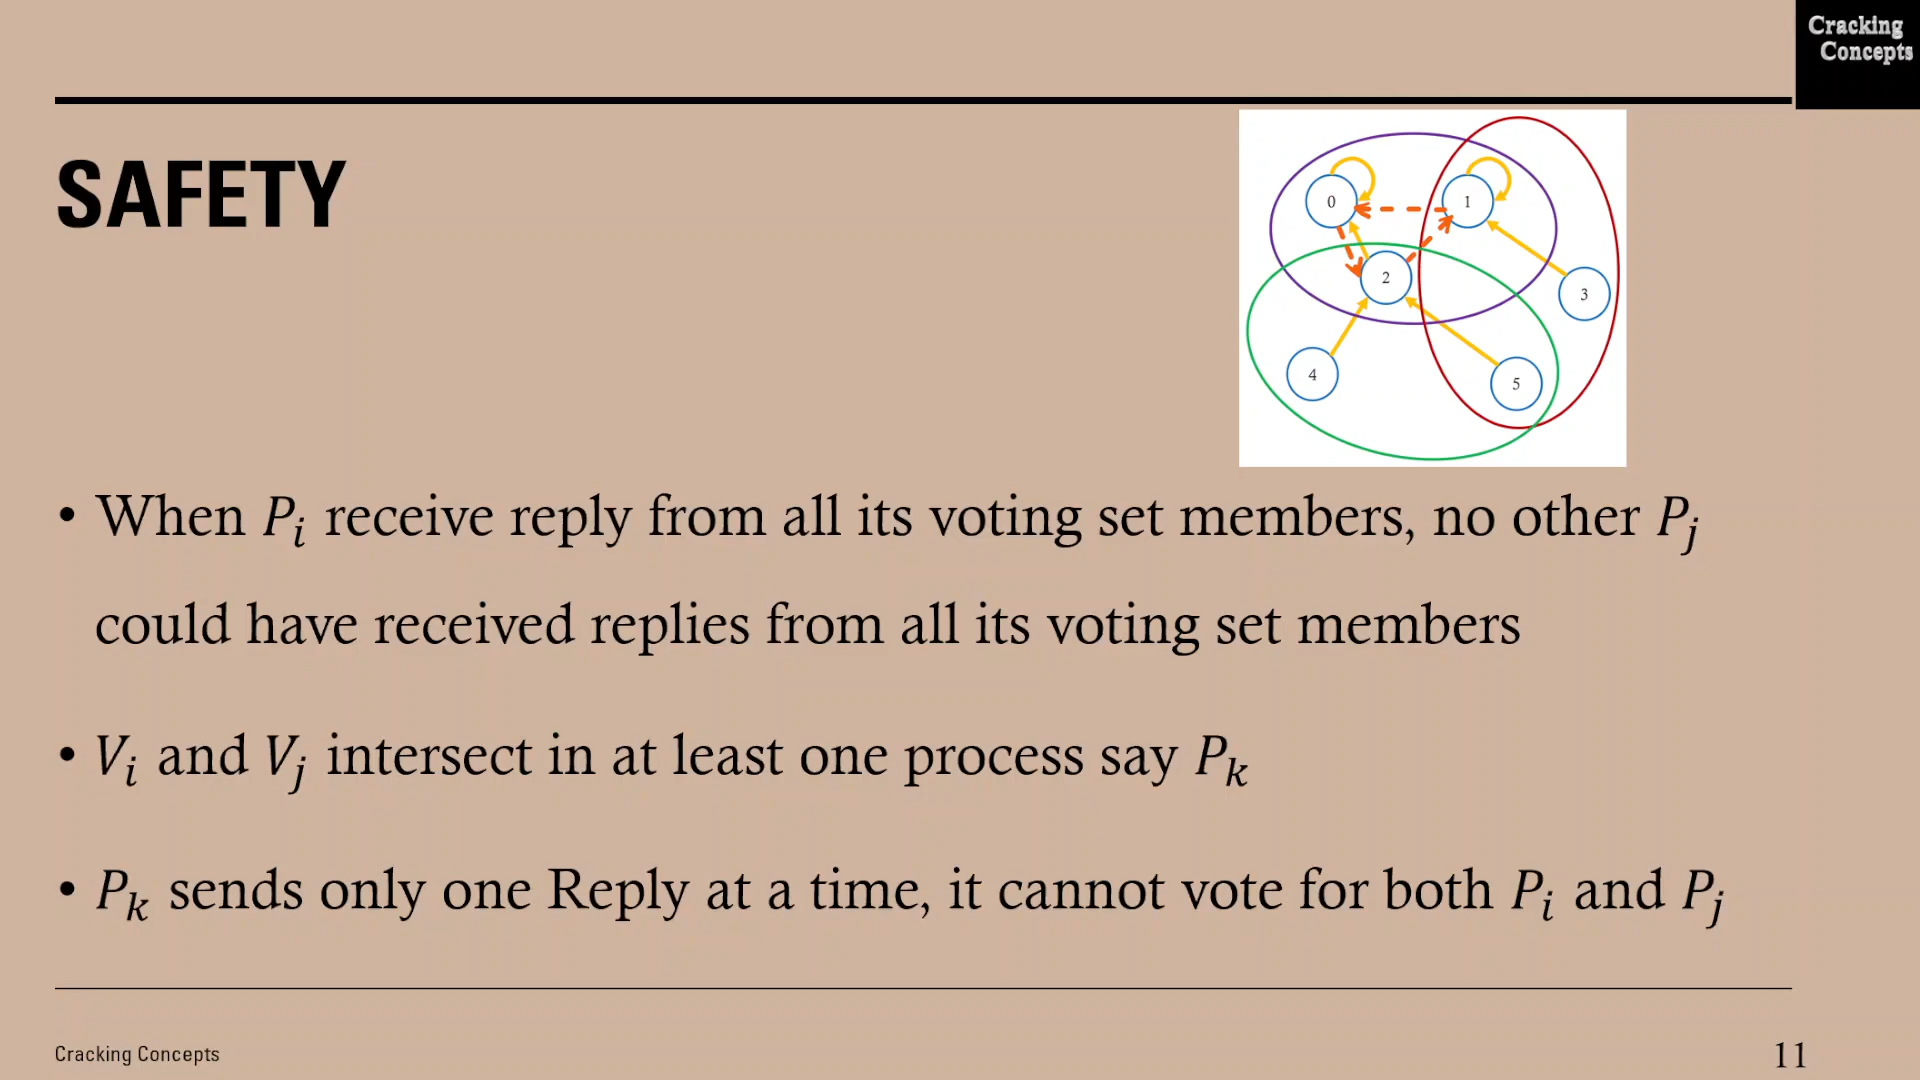 Cracking
Concepts
SAFETY
0
1
2
3
4
5
• When Pᵢ receive reply from all its voting set members, no other Pⱼ
could have received replies from all its voting set members
• Vᵢ and Vⱼ intersect in at least one process say Pₖ
• Pₖ sends only one Reply at a time, it cannot vote for both Pᵢ and Pⱼ
Cracking Concepts
11